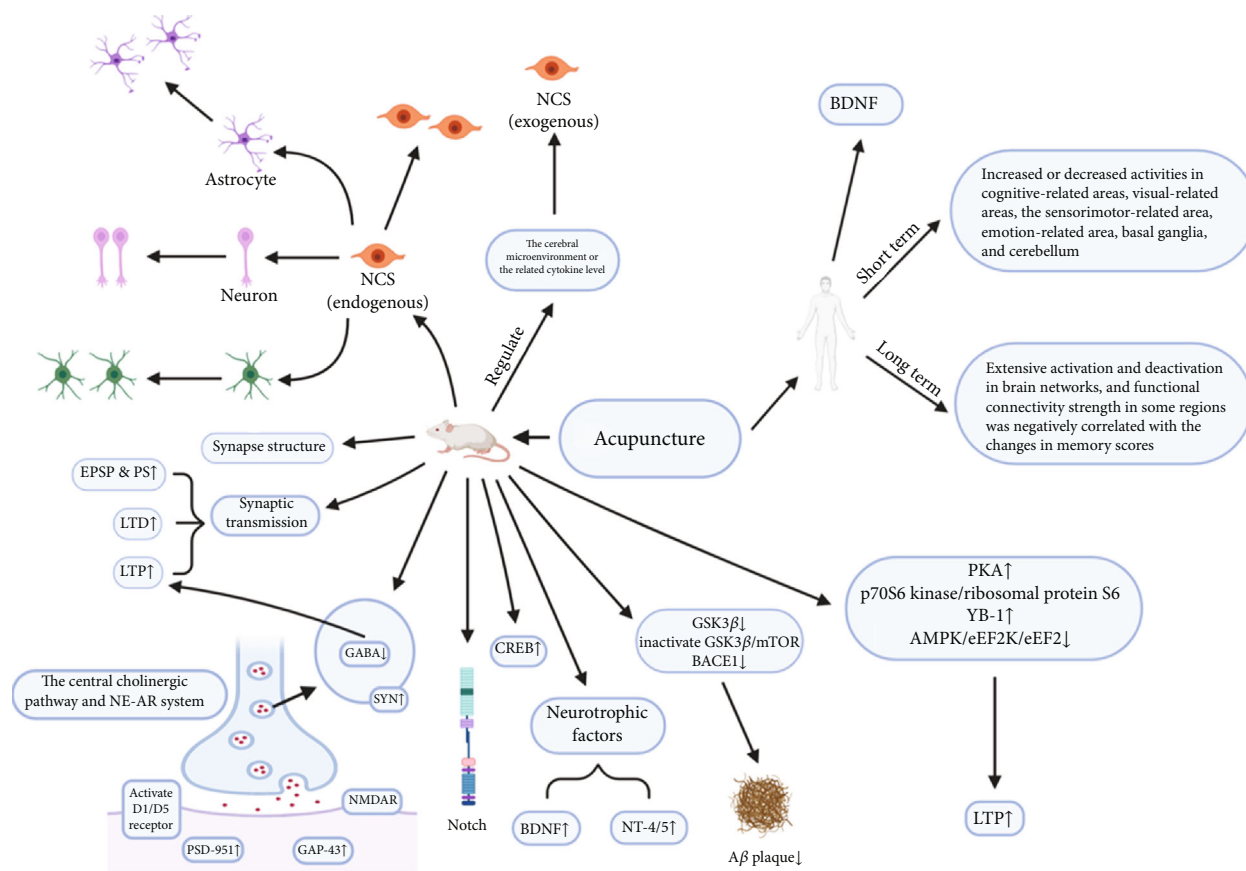 NCS
(exogenous)
BDNF
Astrocyte
Increased or decreased activities in
cognitive-related areas, visual-related
areas, the sensorimotor-related area,
emotion-related area, basal ganglia,
and cerebellum
Short term
The cerebral
microenvironment or
the related cytokine level
Neuron
NCS
(endogenous)
Regulate
Long term
Extensive activation and deactivation
in brain networks, and functional
connectivity strength in some regions
was negatively correlated with the
changes in memory scores
Acupuncture
Synapse structure
EPSP & PS↑
Synaptic
transmission
LTD↑
LTP↑
PKA↑
p70S6 kinase/ribosomal protein S6
YB-1↑
AMPK/eEF2K/eEF2↓
GSK3β↓
inactivate GSK3β/mTOR
BACE1↓
CREB↑
GABA↓
SYN↑
The central cholinergic
pathway and NE-AR system
Neurotrophic
factors
Activate
D1/D5
receptor
NMDAR
PSD-951↑
GAP-43↑
Notch
BDNF↑
NT-4/5↑
Aβ plaque↓
LTP↑